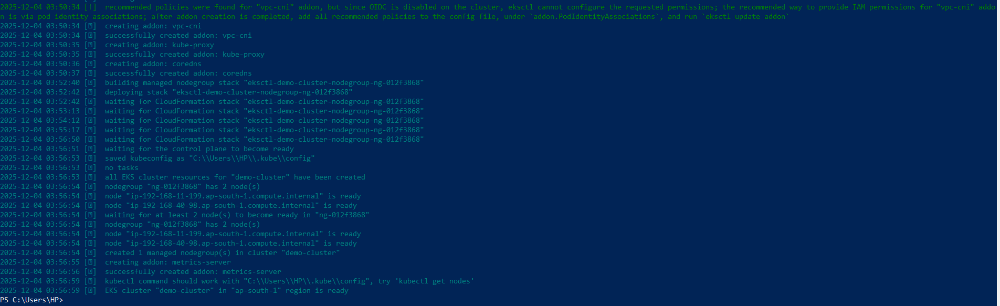 2025-12-04 03:50:34 [!]  recommended policies were found for "vpc-cni" addon, but since OIDC is disabled on the cluster, eksctl cannot configure the requested permissions; the recommended way to provide IAM permissions for "vpc-cni" addo
n is via pod identity associations; after addon creation is completed, add all recommended policies to the config file, under `addon.PodIdentityAssociations`, and run `eksctl update addon`
2025-12-04 03:50:34 [⍰]  creating addon: vpc-cni
2025-12-04 03:50:34 [⍰]  successfully created addon: vpc-cni
2025-12-04 03:50:35 [⍰]  creating addon: kube-proxy
2025-12-04 03:50:35 [⍰]  successfully created addon: kube-proxy
2025-12-04 03:50:36 [⍰]  creating addon: coredns
2025-12-04 03:50:37 [⍰]  successfully created addon: coredns
2025-12-04 03:52:40 [⍰]  building managed nodegroup stack "eksctl-demo-cluster-nodegroup-ng-012f3868"
2025-12-04 03:52:42 [⍰]  deploying stack "eksctl-demo-cluster-nodegroup-ng-012f3868"
2025-12-04 03:52:42 [⍰]  waiting for CloudFormation stack "eksctl-demo-cluster-nodegroup-ng-012f3868"
2025-12-04 03:53:13 [⍰]  waiting for CloudFormation stack "eksctl-demo-cluster-nodegroup-ng-012f3868"
2025-12-04 03:54:12 [⍰]  waiting for CloudFormation stack "eksctl-demo-cluster-nodegroup-ng-012f3868"
2025-12-04 03:55:17 [⍰]  waiting for CloudFormation stack "eksctl-demo-cluster-nodegroup-ng-012f3868"
2025-12-04 03:56:50 [⍰]  waiting for CloudFormation stack "eksctl-demo-cluster-nodegroup-ng-012f3868"
2025-12-04 03:56:51 [⍰]  waiting for the control plane to become ready
2025-12-04 03:56:53 [⍰]  saved kubeconfig as "C:\\Users\\HP\\.kube\\config"
2025-12-04 03:56:53 [⍰]  no tasks
2025-12-04 03:56:53 [⍰]  all EKS cluster resources for "demo-cluster" have been created
2025-12-04 03:56:54 [⍰]  nodegroup "ng-012f3868" has 2 node(s)
2025-12-04 03:56:54 [⍰]  node "ip-192-168-11-199.ap-south-1.compute.internal" is ready
2025-12-04 03:56:54 [⍰]  node "ip-192-168-40-98.ap-south-1.compute.internal" is ready
2025-12-04 03:56:54 [⍰]  waiting for at least 2 node(s) to become ready in "ng-012f3868"
2025-12-04 03:56:54 [⍰]  nodegroup "ng-012f3868" has 2 node(s)
2025-12-04 03:56:54 [⍰]  node "ip-192-168-11-199.ap-south-1.compute.internal" is ready
2025-12-04 03:56:54 [⍰]  node "ip-192-168-40-98.ap-south-1.compute.internal" is ready
2025-12-04 03:56:54 [⍰]  created 1 managed nodegroup(s) in cluster "demo-cluster"
2025-12-04 03:56:55 [⍰]  creating addon: metrics-server
2025-12-04 03:56:56 [⍰]  successfully created addon: metrics-server
2025-12-04 03:56:59 [⍰]  kubectl command should work with "C:\\Users\\HP\\.kube\\config", try 'kubectl get nodes'
2025-12-04 03:56:59 [⍰]  EKS cluster "demo-cluster" in "ap-south-1" region is ready
PS C:\Users\HP>